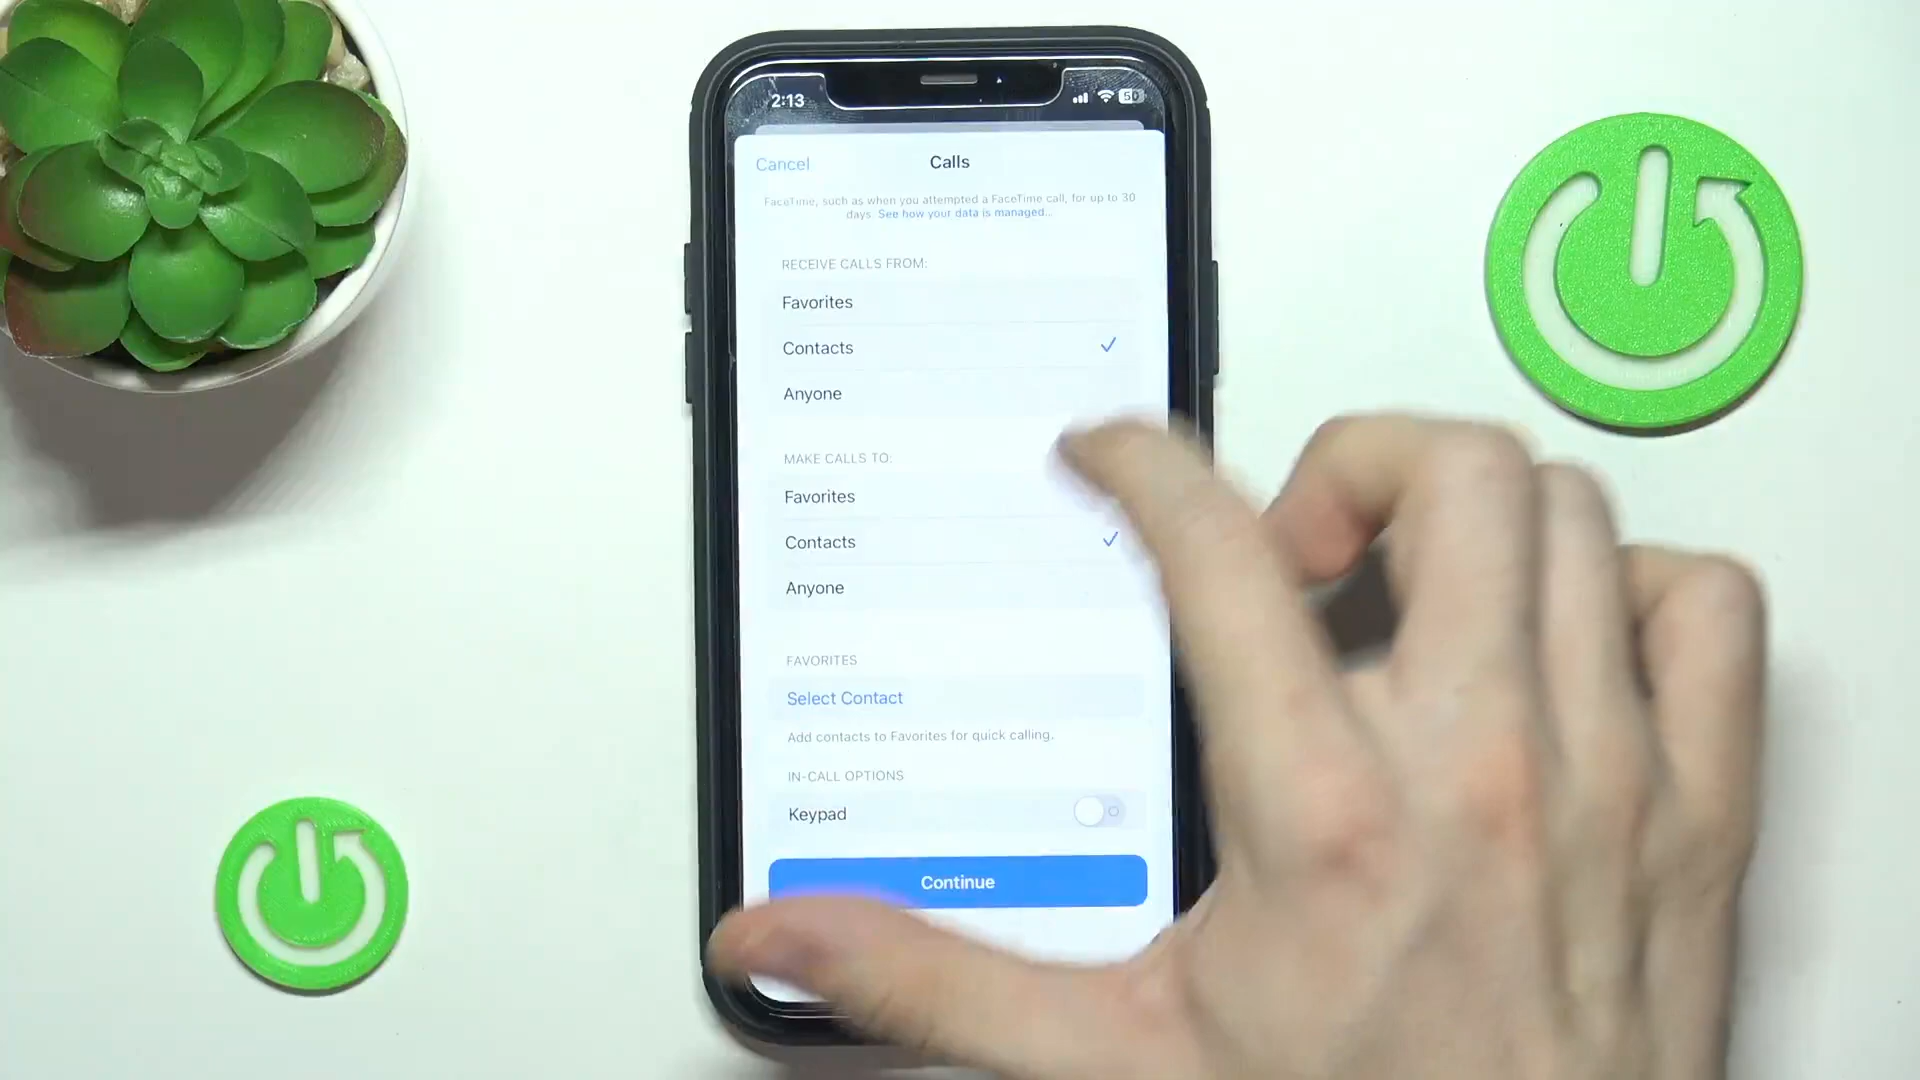 2:13
50
Cancel
Calls
FaceTime, such as when you attempted a FaceTime call, for up to 30
days. See how your data is managed...
RECEIVE CALLS FROM:
Favorites
Contacts
Anyone
MAKE CALLS TO:
Favorites
Contacts
Anyone
FAVORITES
Select Contact
Add contacts to Favorites for quick calling.
IN-CALL OPTIONS
Keypad
Continue